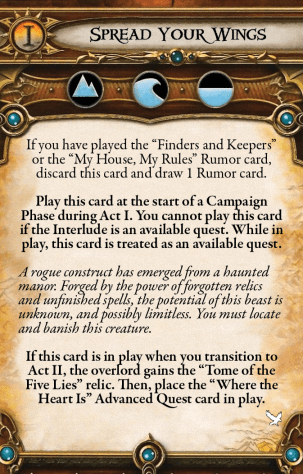 I
SPREAD YOUR WINGS
If you have played the “Finders and Keepers”
or the “My House, My Rules” Rumor card,
discard this card and draw 1 Rumor card.
Play this card at the start of a Campaign
Phase during Act I. You cannot play this card
if the Interlude is an available quest. While in
play, this card is treated as an available quest.
A rogue construct has emerged from a haunted
manor. Forged by the power of forgotten relics
and unfinished spells, the potential of this beast is
unknown, and possibly limitless. You must locate
and banish this creature.
If this card is in play when you transition to
Act II, the overlord gains the “Tome of the
Five Lies” relic. Then, place the “Where the
Heart Is” Advanced Quest card in play.